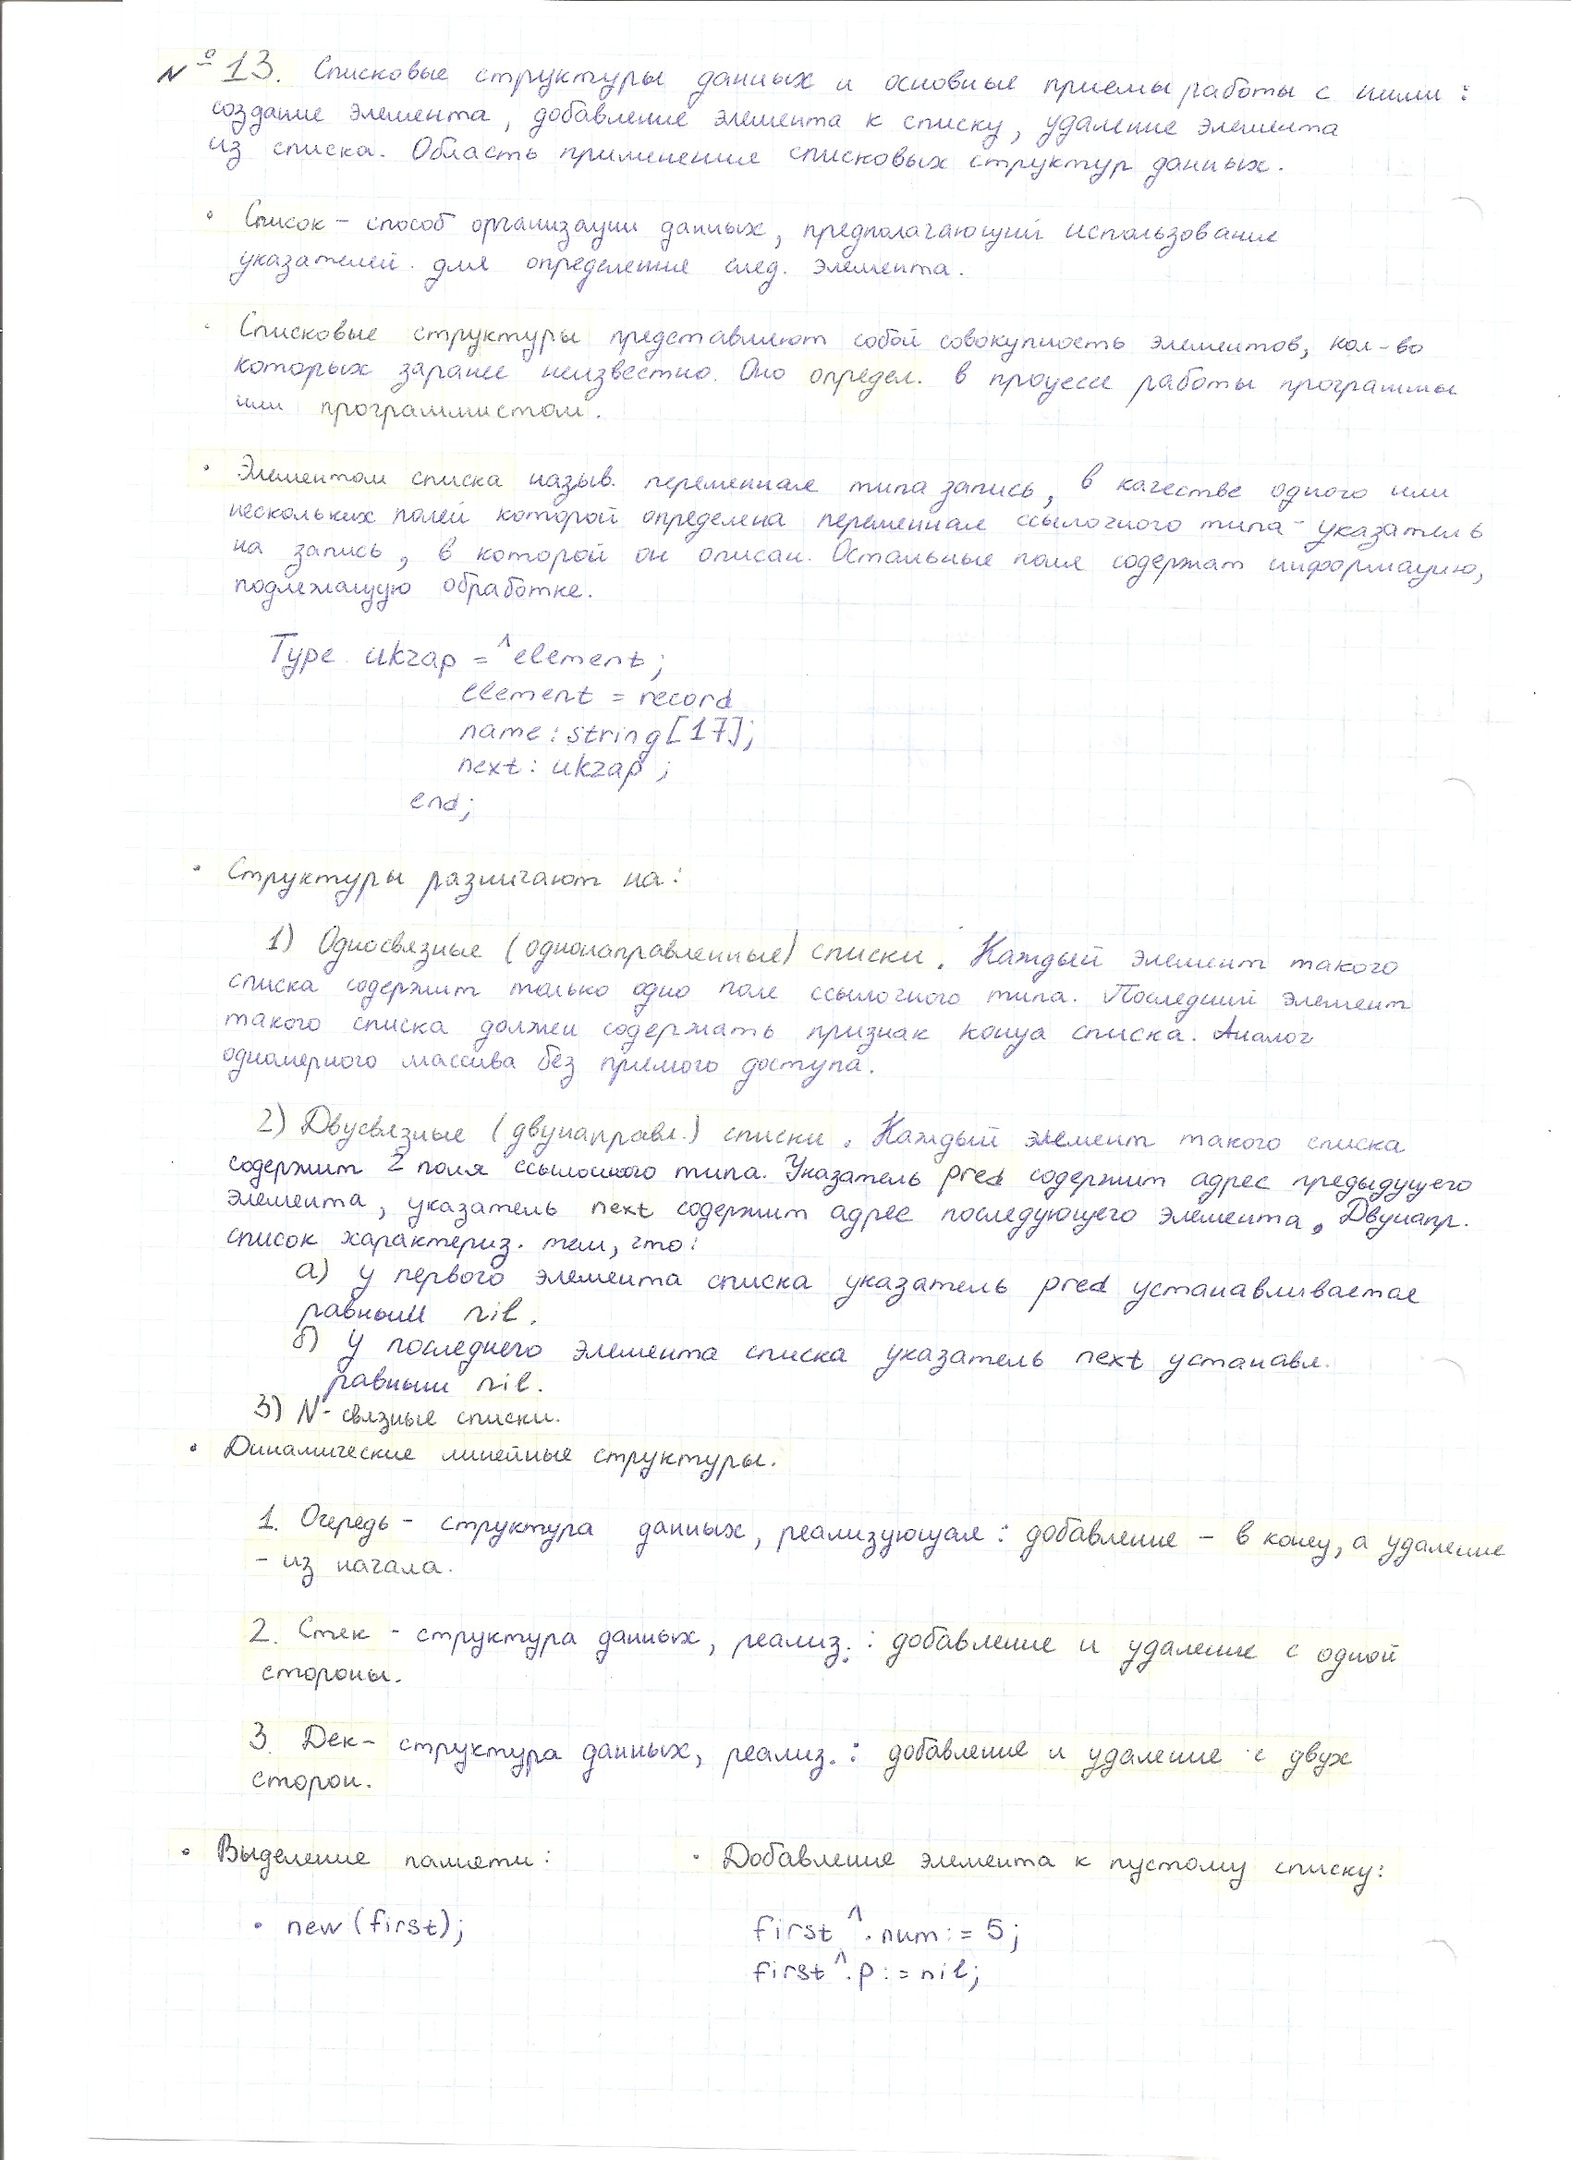 № 13. Списковые структуры данных и основные приемы работы с ними:
создание элемента, добавление элемента к списку, удаление элемента
из списка. Область применения списковых структур данных.
• Список - способ организации данных, предполагающий использование
указателей для определения след. элемента.
• Списковые структуры представляют собой совокупность элементов, кол-во
которых заранее неизвестно. Оно определ. в процессе работы программы
или программистом.
• Элементом списка назыв. переменная типа запись, в качестве одного или
нескольких полей которой определена переменная ссылочного типа - указатель
на запись, в которой он описан. Остальные поля содержат информацию,
подлежащую обработке.
Type ukzap = ^element;
element = record
name: string[17];
next: ukzap;
end;
• Структуры различают на:
1) Односвязные (однонаправленные) списки. Каждый элемент такого
списка содержит только одно поле ссылочного типа. Последний элемент
такого списка должен содержать признак конца списка. Аналог
одномерного массива без прямого доступа.
2) Двусвязные (двунаправл.) списки. Каждый элемент такого списка
содержит 2 поля ссылочного типа. Указатель pred содержит адрес предыдущего
элемента, указатель next содержит адрес последующего элемента. Двунапр.
список характериз. тем, что:
а) у первого элемента списка указатель pred устанавливается
равным nil.
б) у последнего элемента списка указатель next устанавл.
равным nil.
3) N-связные списки.
• Динамические линейные структуры.
1. Очередь - структура данных, реализующая: добавление - в конец, а удаление
- из начала.
2. Стек - структура данных, реализ.: добавление и удаление с одной
стороны.
3. Дек - структура данных, реализ.: добавление и удаление с двух
сторон.
• Выделение памяти:
• new(first);
• Добавление элемента к пустому списку:
first^.num:=5;
first^.p:=nil;